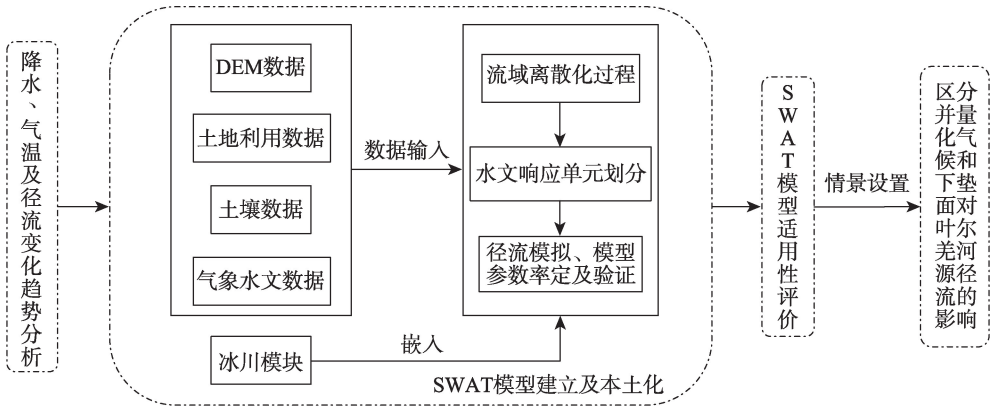 降水、气温及径流变化趋势分析
DEM数据
土地利用数据
土壤数据
气象水文数据
冰川模块
数据输入
嵌入
流域离散化过程
水文响应单元划分
径流模拟、模型
参数率定及验证
SWAT模型建立及本土化
SWAT模型适用性评价
情景设置
区分
并量
化气
候和
下垫
面对
叶尔
羌河
源径
流的
影响